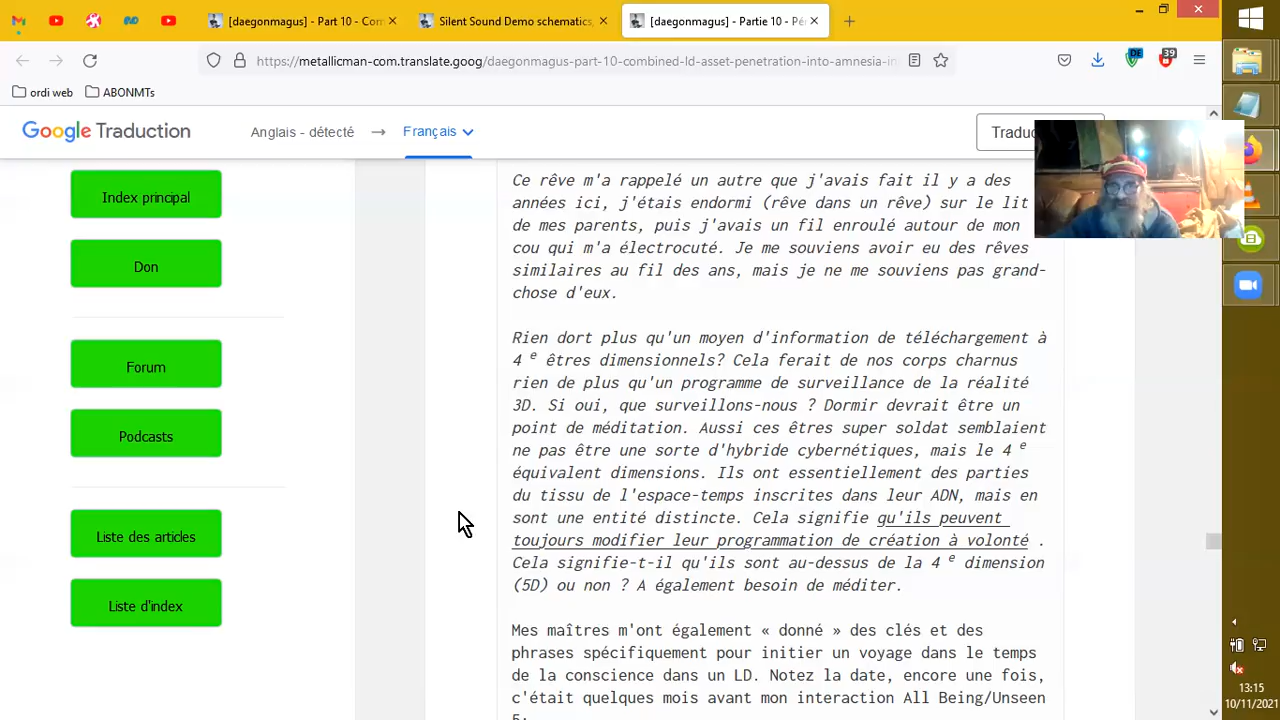 [daegonmagus] - Part 10 - Con
Silent Sound Demo schematics,
[daegonmagus] - Partie 10 - Pé
https://metallicman-com.translate.goog/daegonmagus-part-10-combined-ld-asset-penetration-into-amnesia-in
DE
39
ordi web
ABONMTs
Google Traduction
Anglais - détecté
Français
Tradu
Index principal
Don
Forum
Podcasts
Liste des articles
Liste d'index
Ce rêve m'a rappelé un autre que j'avais fait il y a des
années ici, j'étais endormi (rêve dans un rêve) sur le lit
de mes parents, puis j'avais un fil enroulé autour de mon
cou qui m'a électrocuté. Je me souviens avoir eu des rêves
similaires au fil des ans, mais je ne me souviens pas grand-
chose d'eux.
Rien dort plus qu'un moyen d'information de téléchargement à
4 e êtres dimensionnels? Cela ferait de nos corps charnus
rien de plus qu'un programme de surveillance de la réalité
3D. Si oui, que surveillons-nous ? Dormir devrait être un
point de méditation. Aussi ces êtres super soldat semblaient
ne pas être une sorte d'hybride cybernétiques, mais le 4 e
équivalent dimensions. Ils ont essentiellement des parties
du tissu de l'espace-temps inscrites dans leur ADN, mais en
sont une entité distincte. Cela signifie qu'ils peuvent
toujours modifier leur programmation de création à volonté .
Cela signifie-t-il qu'ils sont au-dessus de la 4 e dimension
(5D) ou non ? A également besoin de méditer.
Mes maîtres m'ont également « donné » des clés et des
phrases spécifiquement pour initier un voyage dans le temps
de la conscience dans un LD. Notez la date, encore une fois,
c'était quelques mois avant mon interaction All Being/Unseen
5:
13:15
10/11/2021